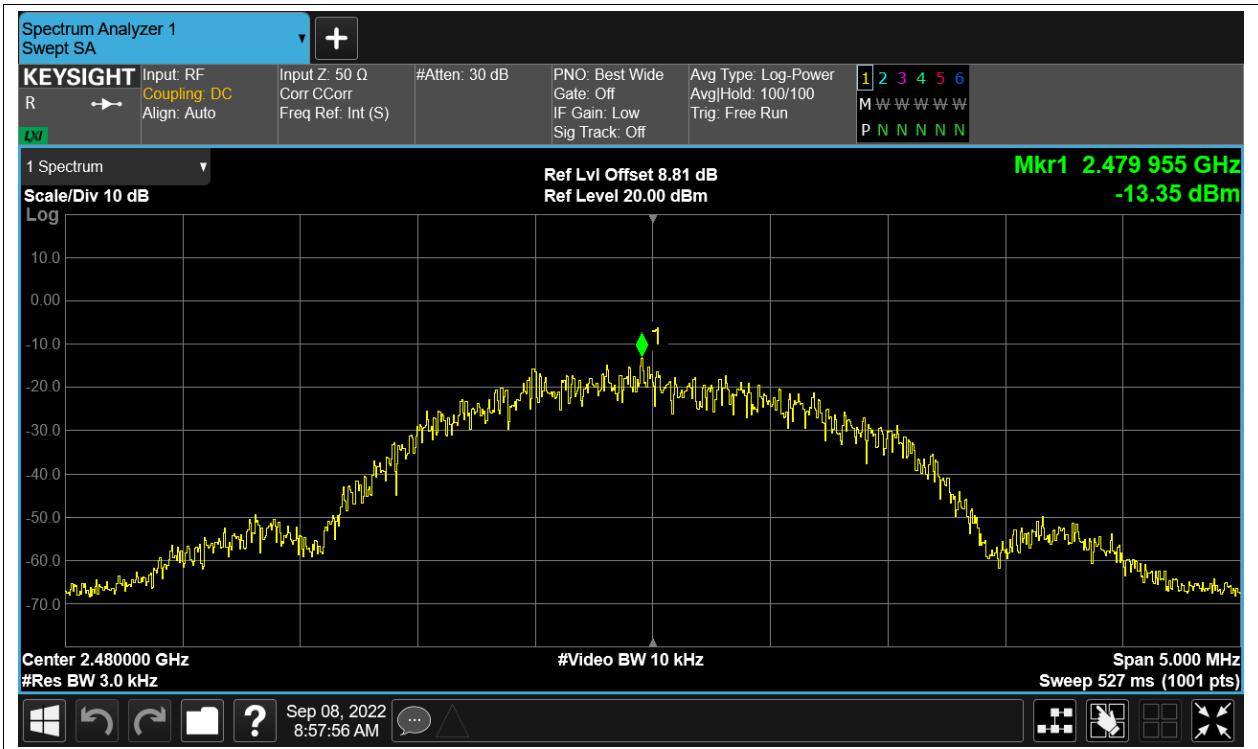 Spectrum Analyzer 1
Swept SA
KEYSIGHT
R
LXI
Input: RF
Coupling: DC
Align: Auto
Input Z: 50 Ω
Corr CCorr
Freq Ref: Int (S)
#Atten: 30 dB
PNO: Best Wide
Gate: Off
IF Gain: Low
Sig Track: Off
Avg Type: Log-Power
Avg|Hold: 100/100
Trig: Free Run
1 2 3 4 5 6
M W W W W W W
P N N N N N N
1 Spectrum
Scale/Div 10 dB
Ref Lvl Offset 8.81 dB
Ref Level 20.00 dBm
Mkr1 2.479 955 GHz
-13.35 dBm
Log
10.0
0.00
1
-10.0
-20.0
-30.0
-40.0
-50.0
-60.0
-70.0
Center 2.480000 GHz
#Video BW 10 kHz
Span 5.000 MHz
#Res BW 3.0 kHz
Sweep 527 ms (1001 pts)
?
Sep 08, 2022
8:57:56 AM